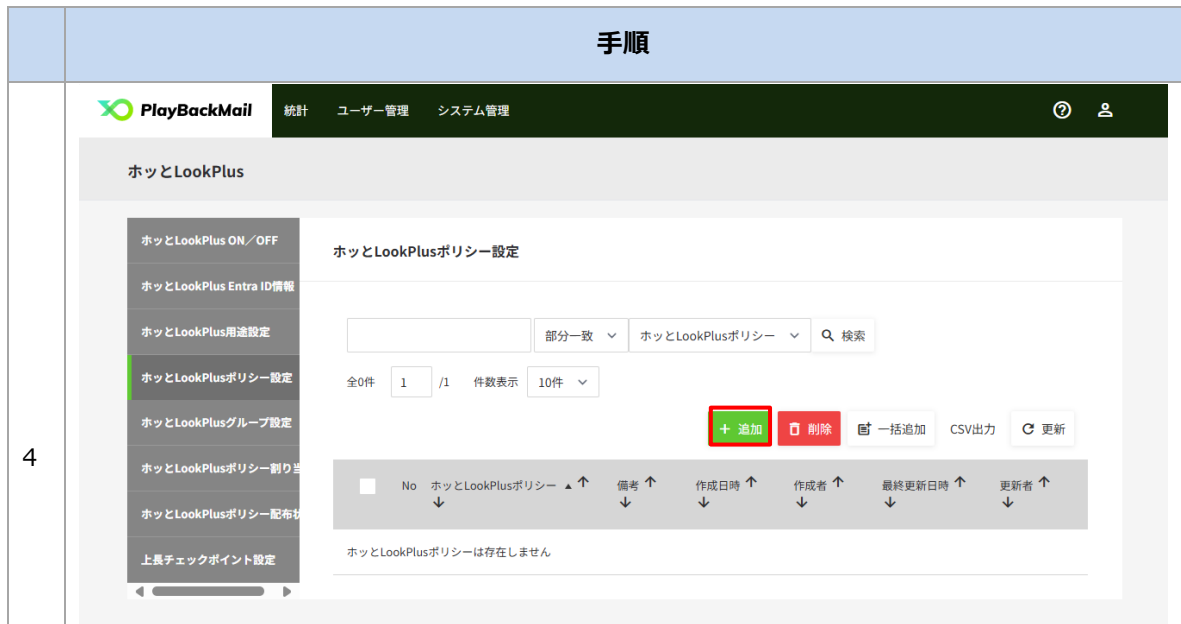 手順
4
PlayBackMail 統計 ユーザー管理 システム管理
ホッとLookPlus
ホッとLookPlus ON／OFF
ホッとLookPlus Entra ID情報
ホッとLookPlus用途設定
ホッとLookPlusポリシー設定
ホッとLookPlusグループ設定
ホッとLookPlusポリシー割り当
ホッとLookPlusポリシー配布状
上長チェックポイント設定
ホッとLookPlusポリシー設定
部分一致 ホッとLookPlusポリシー 検索
全0件 1 /1 件数表示 10件
+ 追加 削除 一括追加 CSV出力 更新
No ホッとLookPlusポリシー ▲ ↑ ↓ 備考 ↑ ↓ 作成日時 ↑ ↓ 作成者 ↑ ↓ 最終更新日時 ↑ ↓ 更新者 ↑ ↓
ホッとLookPlusポリシーは存在しません